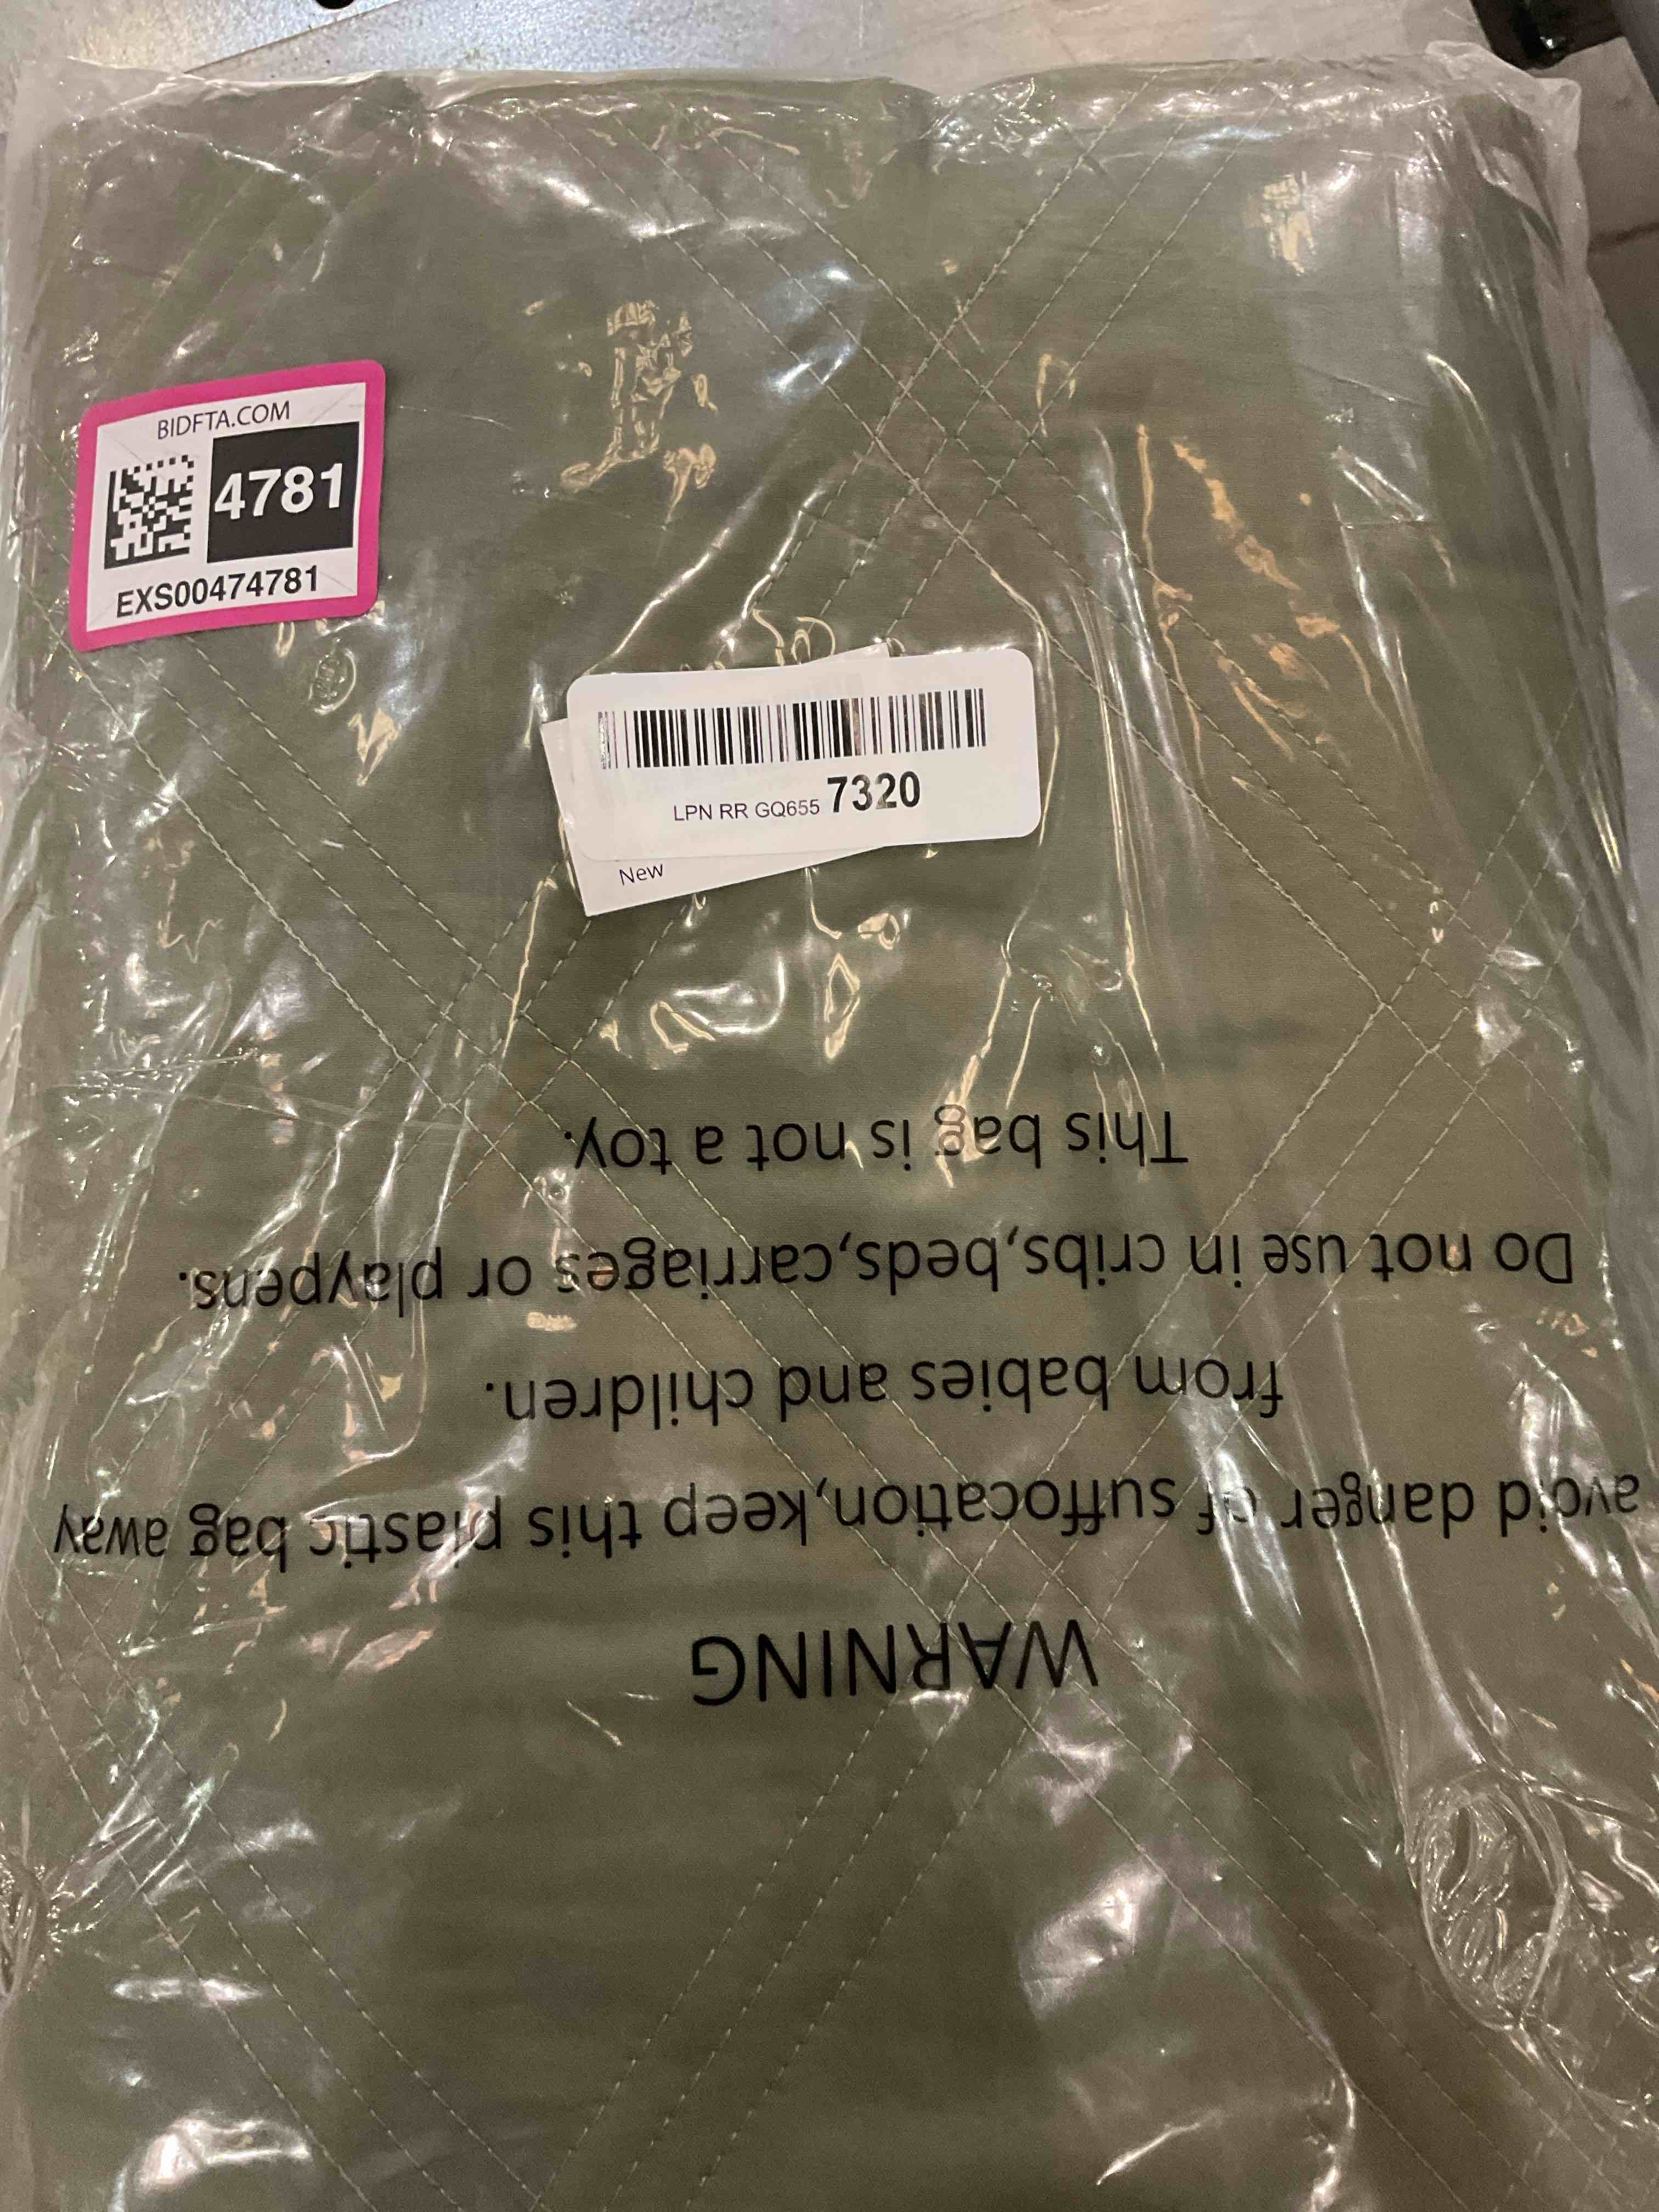 BIDFTA.COM
4781
EXS00474781
LPN RR GQ655 7320
New
WARNING
avoid danger of suffocation,keep this plastic bag away
from babies and children.
Do not use in cribs,beds,carriages or playpens.
This bag is not a toy.